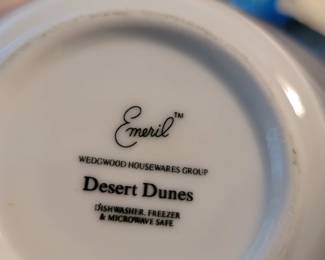 Emeril™
WEDGWOOD HOUSEWARES GROUP
Desert Dunes
DISHWASHER, FREEZER
& MICROWAVE SAFE